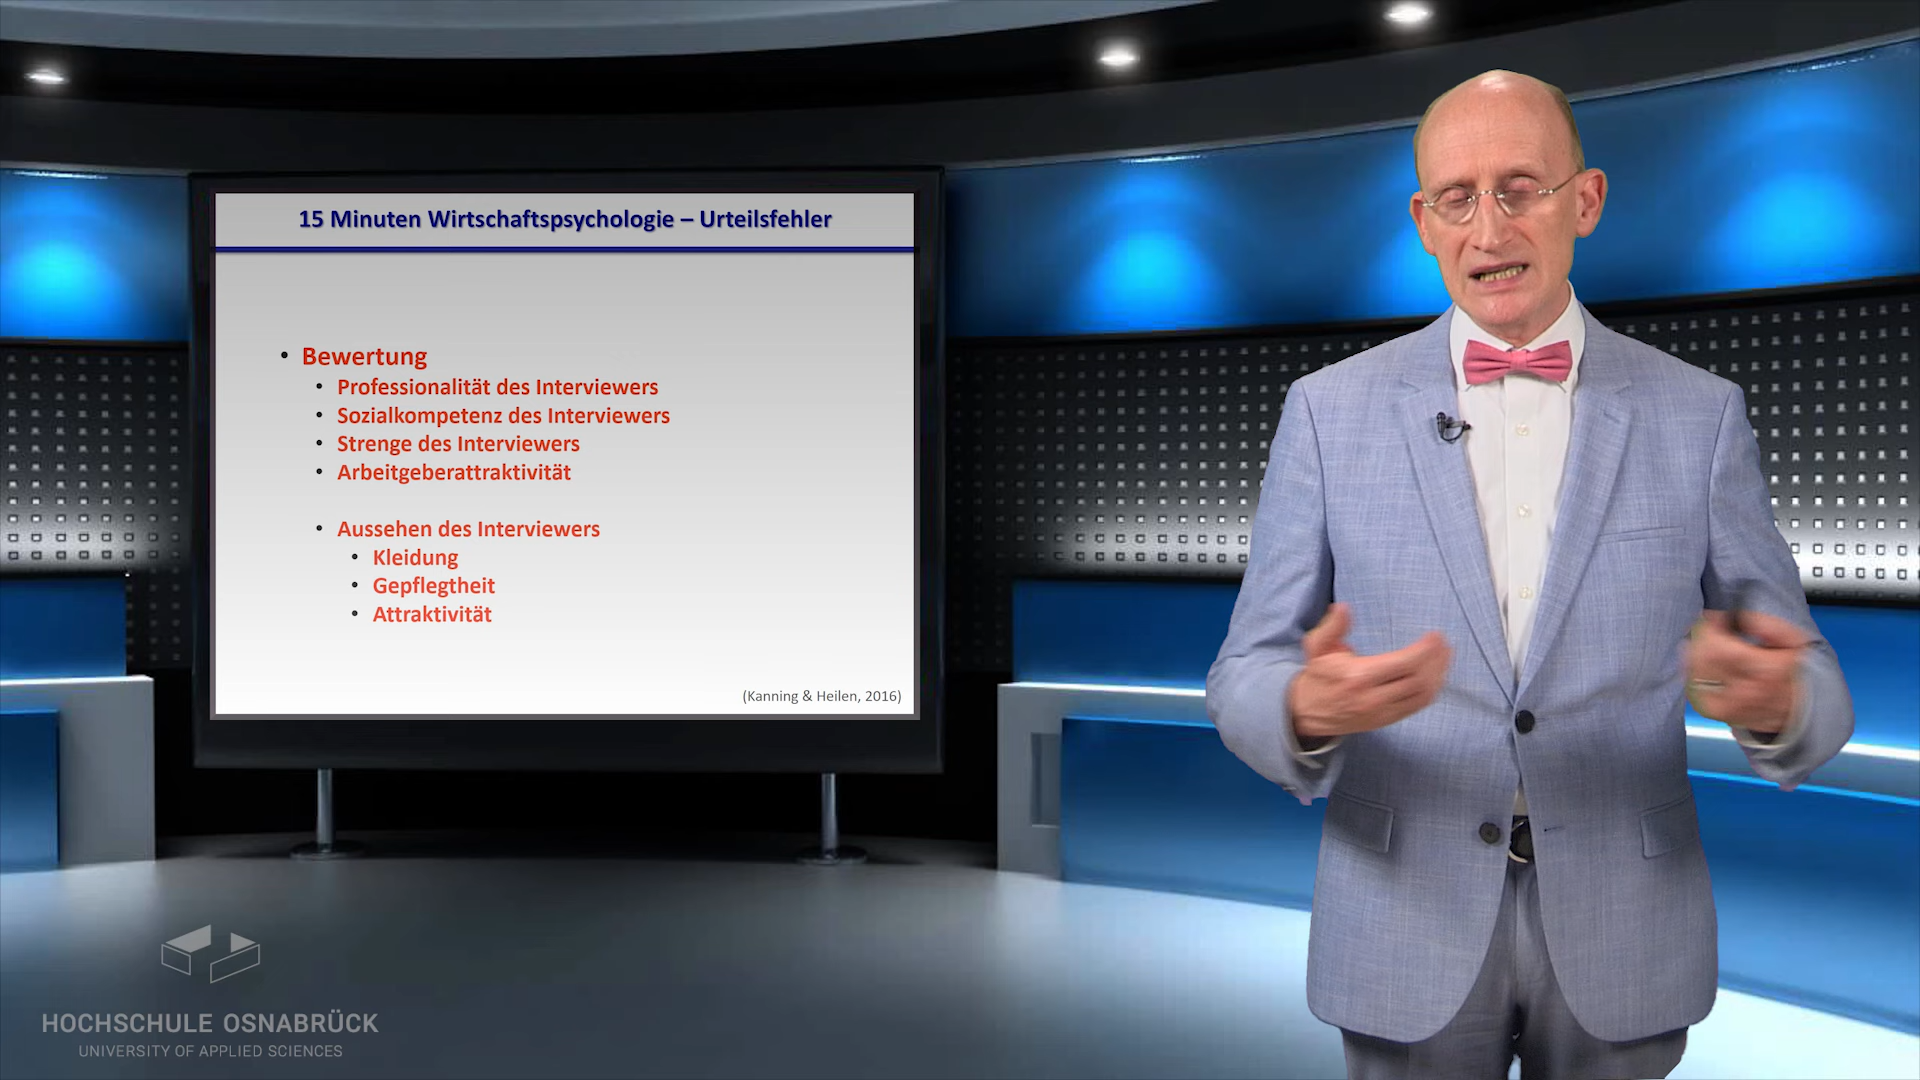 15 Minuten Wirtschaftspsychologie – Urteilsfehler
• Bewertung
• Professionalität des Interviewers
• Sozialkompetenz des Interviewers
• Strenge des Interviewers
• Arbeitgeberattraktivität
• Aussehen des Interviewers
• Kleidung
• Gepflegtheit
• Attraktivität
(Kanning & Heilen, 2016)
HOCHSCHULE OSNABRÜCK
UNIVERSITY OF APPLIED SCIENCES